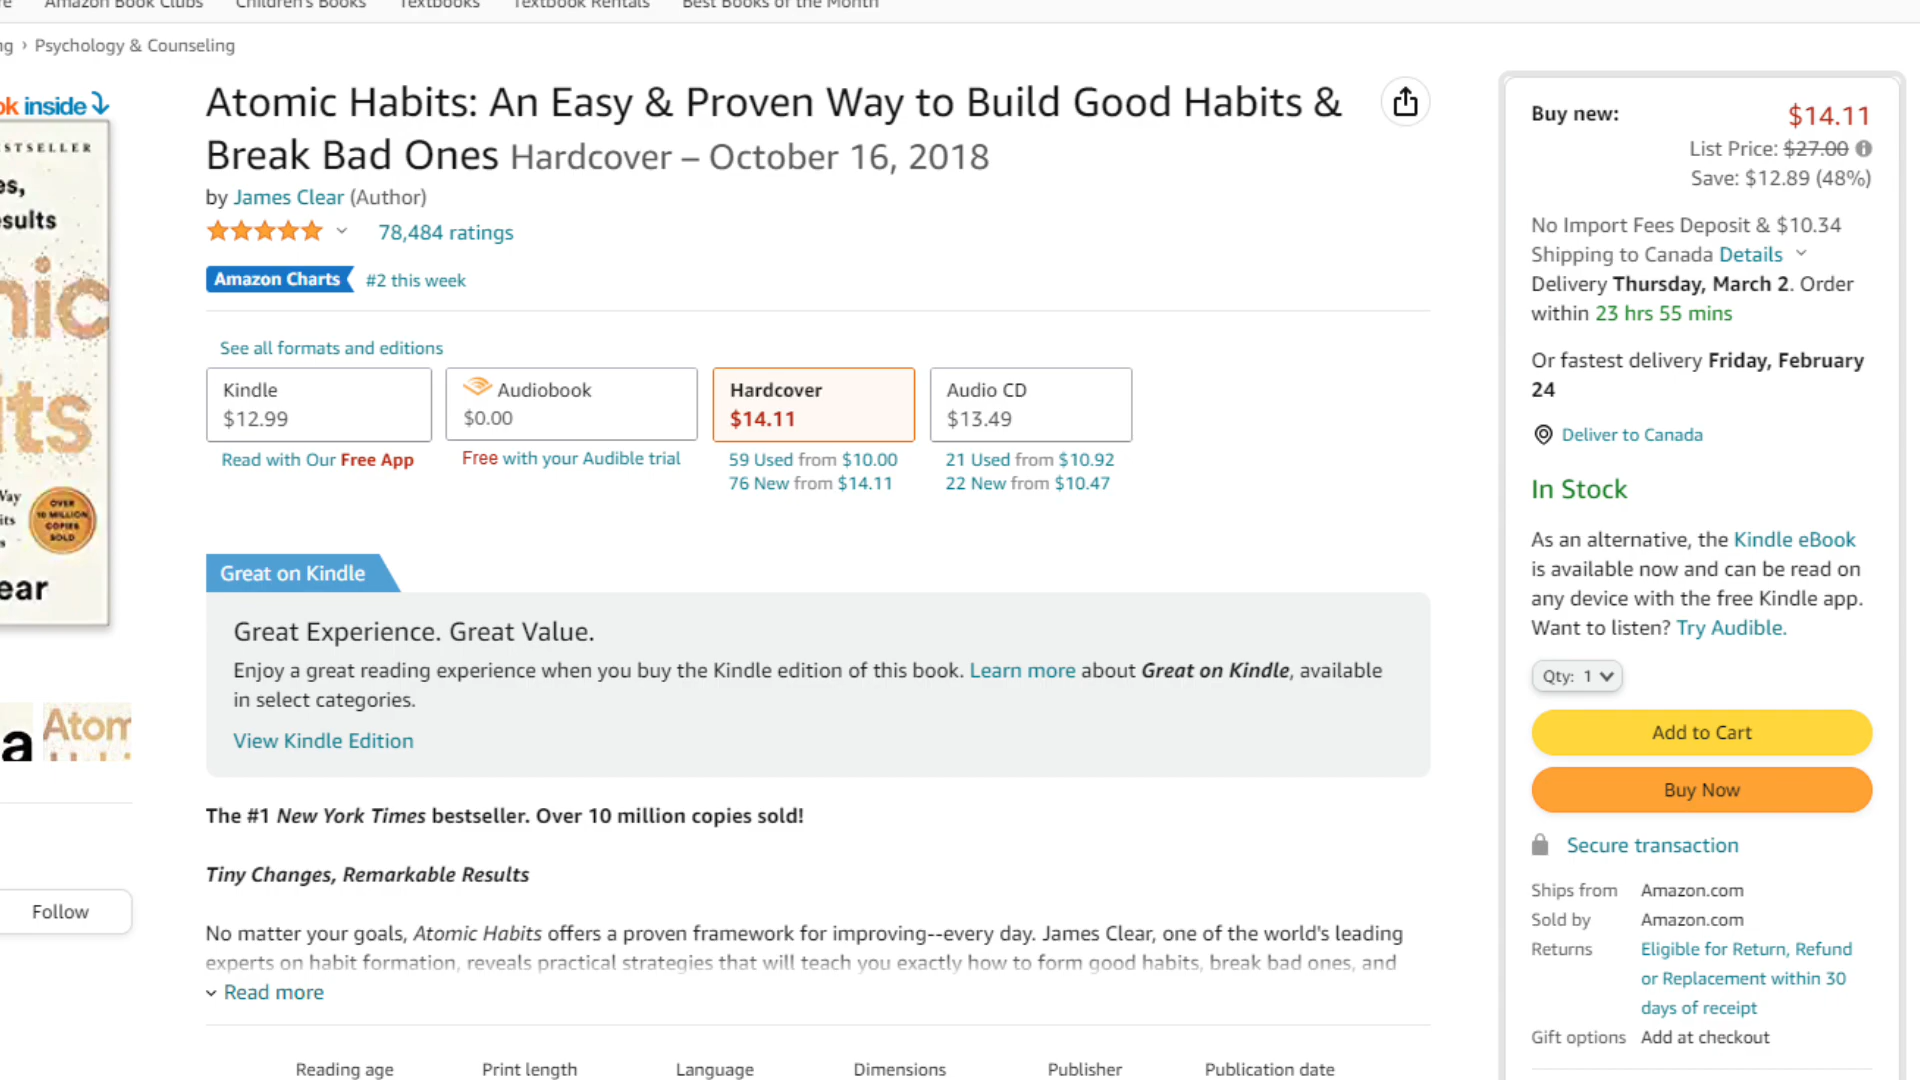 Amazon Book Clubs Children's Books Textbooks Textbook Rentals Best Books of the Month
› Psychology & Counseling
inside
Atomic Habits: An Easy & Proven Way to Build Good Habits &
Break Bad Ones Hardcover – October 16, 2018
by James Clear (Author)
78,484 ratings
Amazon Charts #2 this week
See all formats and editions
Kindle
$12.99
Read with Our Free App
Audiobook
$0.00
Free with your Audible trial
Hardcover
$14.11
59 Used from $10.00
76 New from $14.11
Audio CD
$13.49
21 Used from $10.92
22 New from $10.47
OVER
10 MILLION
COPIES
SOLD
Great on Kindle
Great Experience. Great Value.
Enjoy a great reading experience when you buy the Kindle edition of this book. Learn more about Great on Kindle, available
in select categories.
View Kindle Edition
The #1 New York Times bestseller. Over 10 million copies sold!
Tiny Changes, Remarkable Results
Follow
No matter your goals, Atomic Habits offers a proven framework for improving--every day. James Clear, one of the world's leading
experts on habit formation, reveals practical strategies that will teach you exactly how to form good habits, break bad ones, and
Read more
Reading age Print length Language Dimensions Publisher Publication date
Buy new: $14.11
List Price: $27.00
Save: $12.89 (48%)
No Import Fees Deposit & $10.34
Shipping to Canada Details
Delivery Thursday, March 2. Order
within 23 hrs 55 mins
Or fastest delivery Friday, February
24
Deliver to Canada
In Stock
As an alternative, the Kindle eBook
is available now and can be read on
any device with the free Kindle app.
Want to listen? Try Audible.
Qty: 1
Add to Cart
Buy Now
Secure transaction
Ships from Amazon.com
Sold by Amazon.com
Returns Eligible for Return, Refund
or Replacement within 30
days of receipt
Gift options Add at checkout